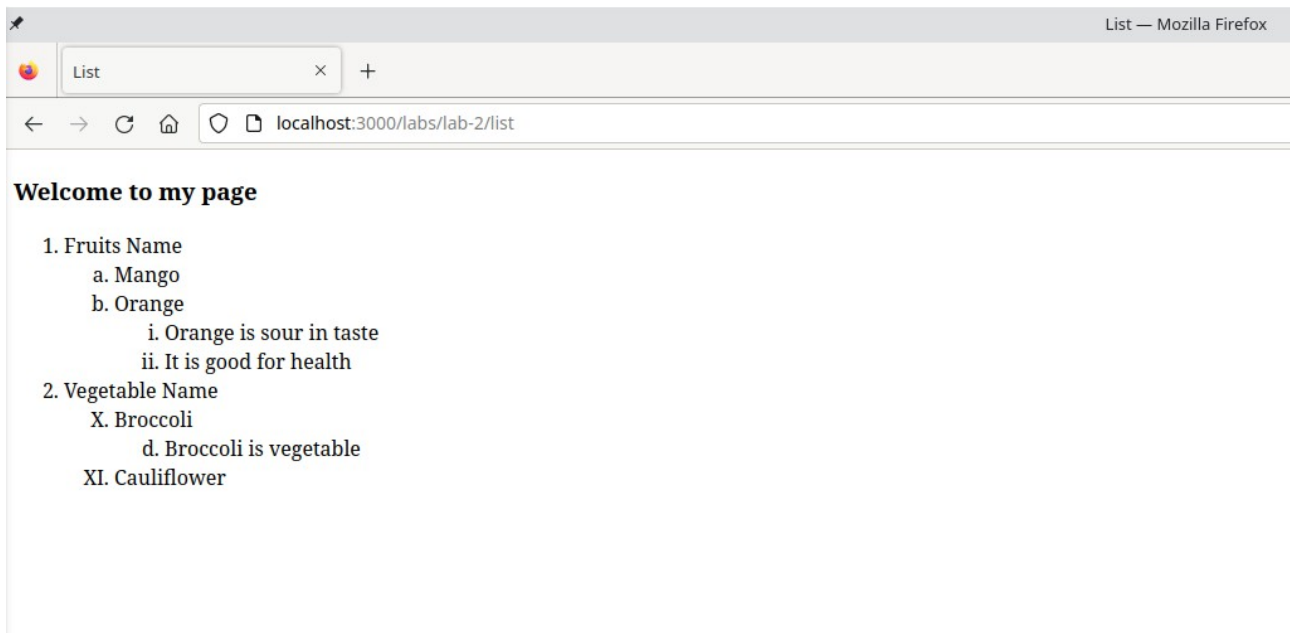 List — Mozilla Firefox
List
localhost:3000/labs/lab-2/list
Welcome to my page
1. Fruits Name
a. Mango
b. Orange
i. Orange is sour in taste
ii. It is good for health
2. Vegetable Name
X. Broccoli
d. Broccoli is vegetable
XI. Cauliflower